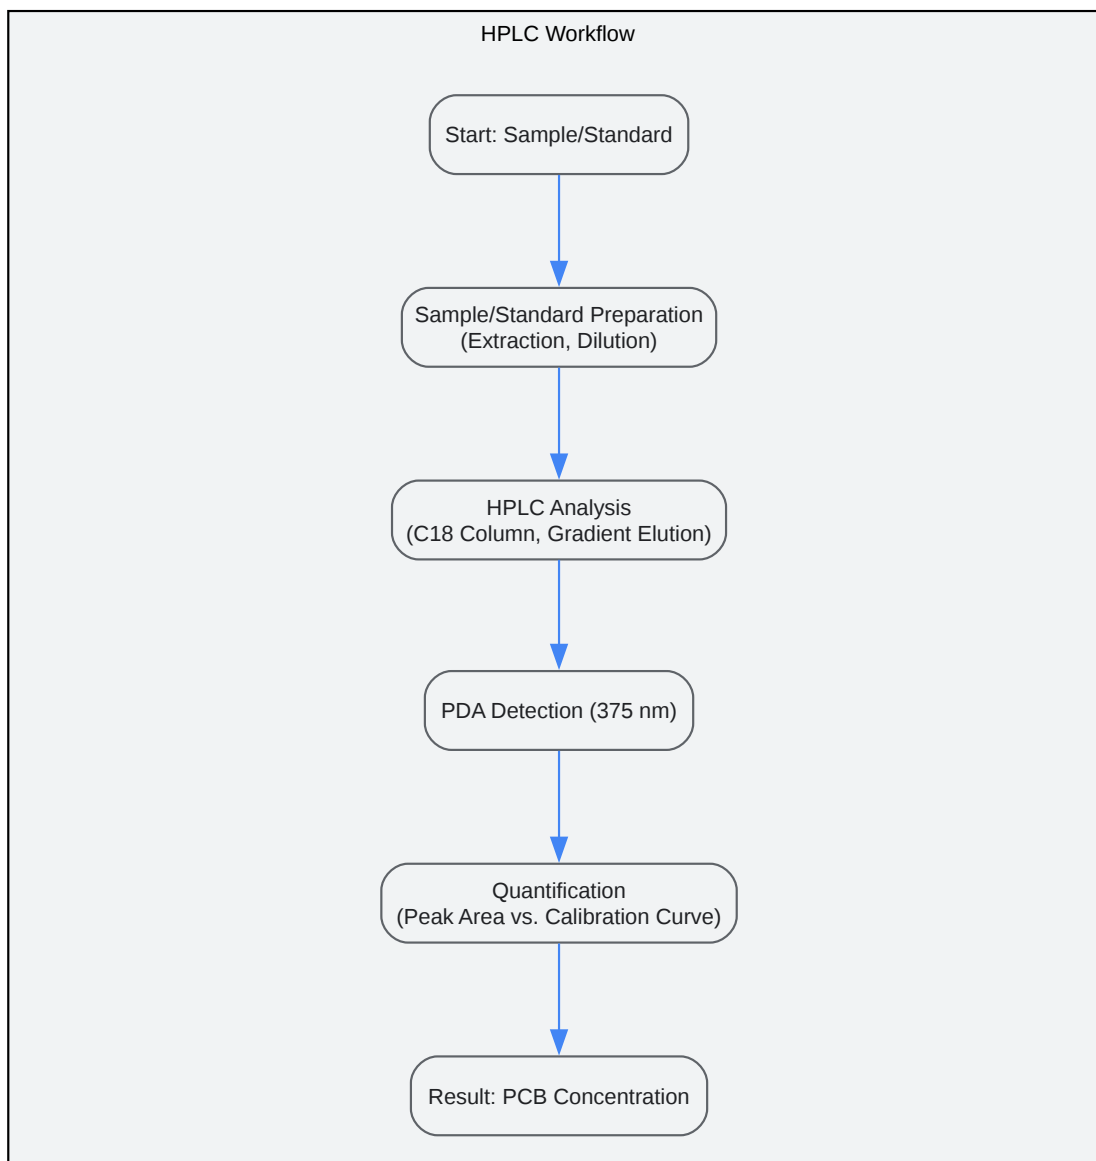 HPLC Workflow
Start: Sample/Standard
Sample/Standard Preparation
(Extraction, Dilution)
HPLC Analysis
(C18 Column, Gradient Elution)
PDA Detection (375 nm)
Quantification
(Peak Area vs. Calibration Curve)
Result: PCB Concentration